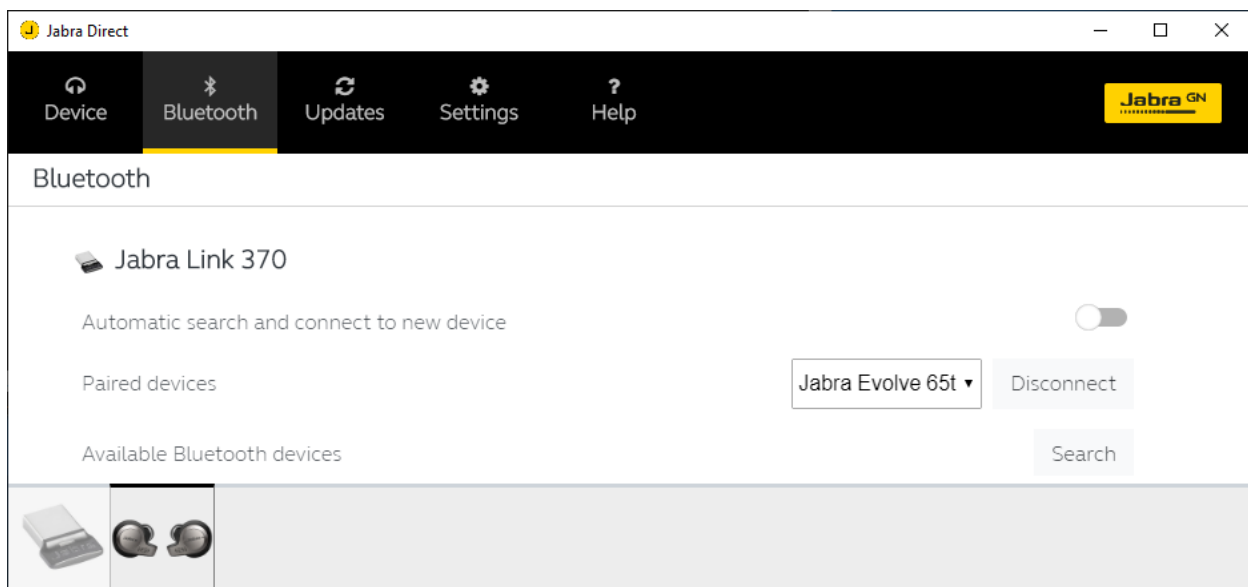 Jabra Direct
Device Bluetooth Updates Settings Help
Jabra GN
Bluetooth
Jabra Link 370
Automatic search and connect to new device
Paired devices Jabra Evolve 65t Disconnect
Available Bluetooth devices Search